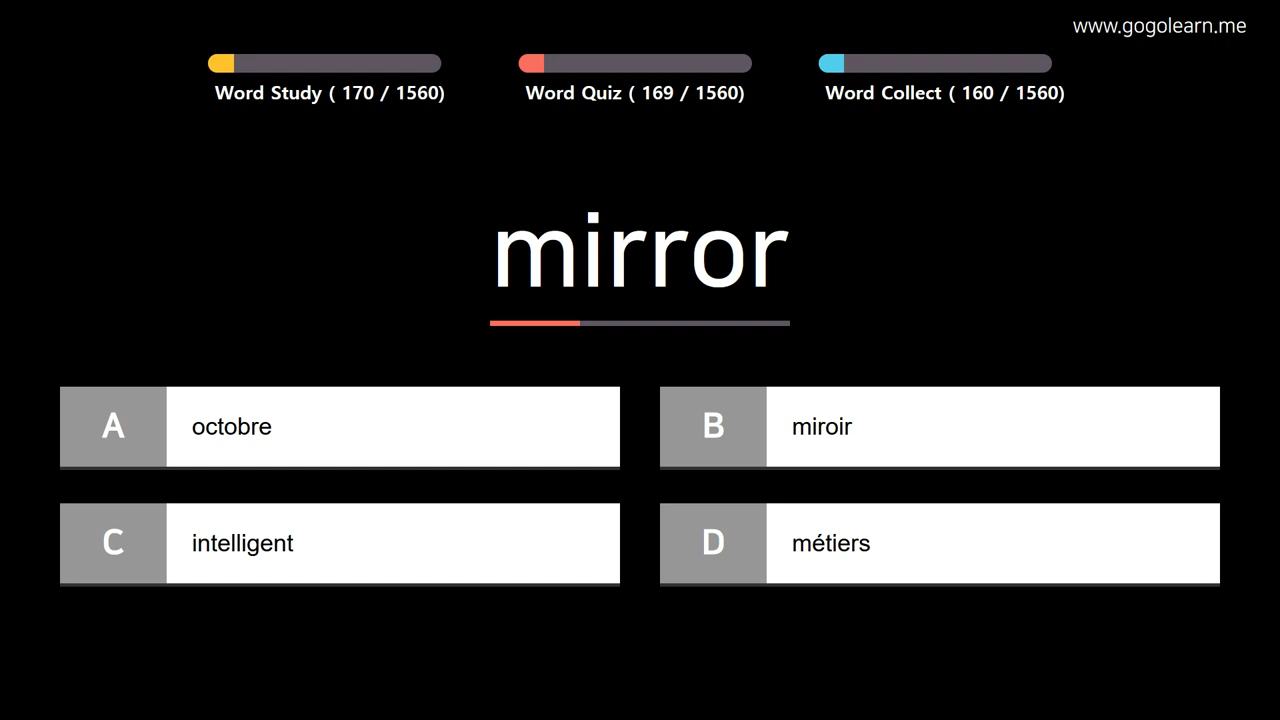 www.gogolearn.me
Word Study ( 170 / 1560)
Word Quiz ( 169 / 1560)
Word Collect ( 160 / 1560)
mirror
A
octobre
B
miroir
C
intelligent
D
métiers